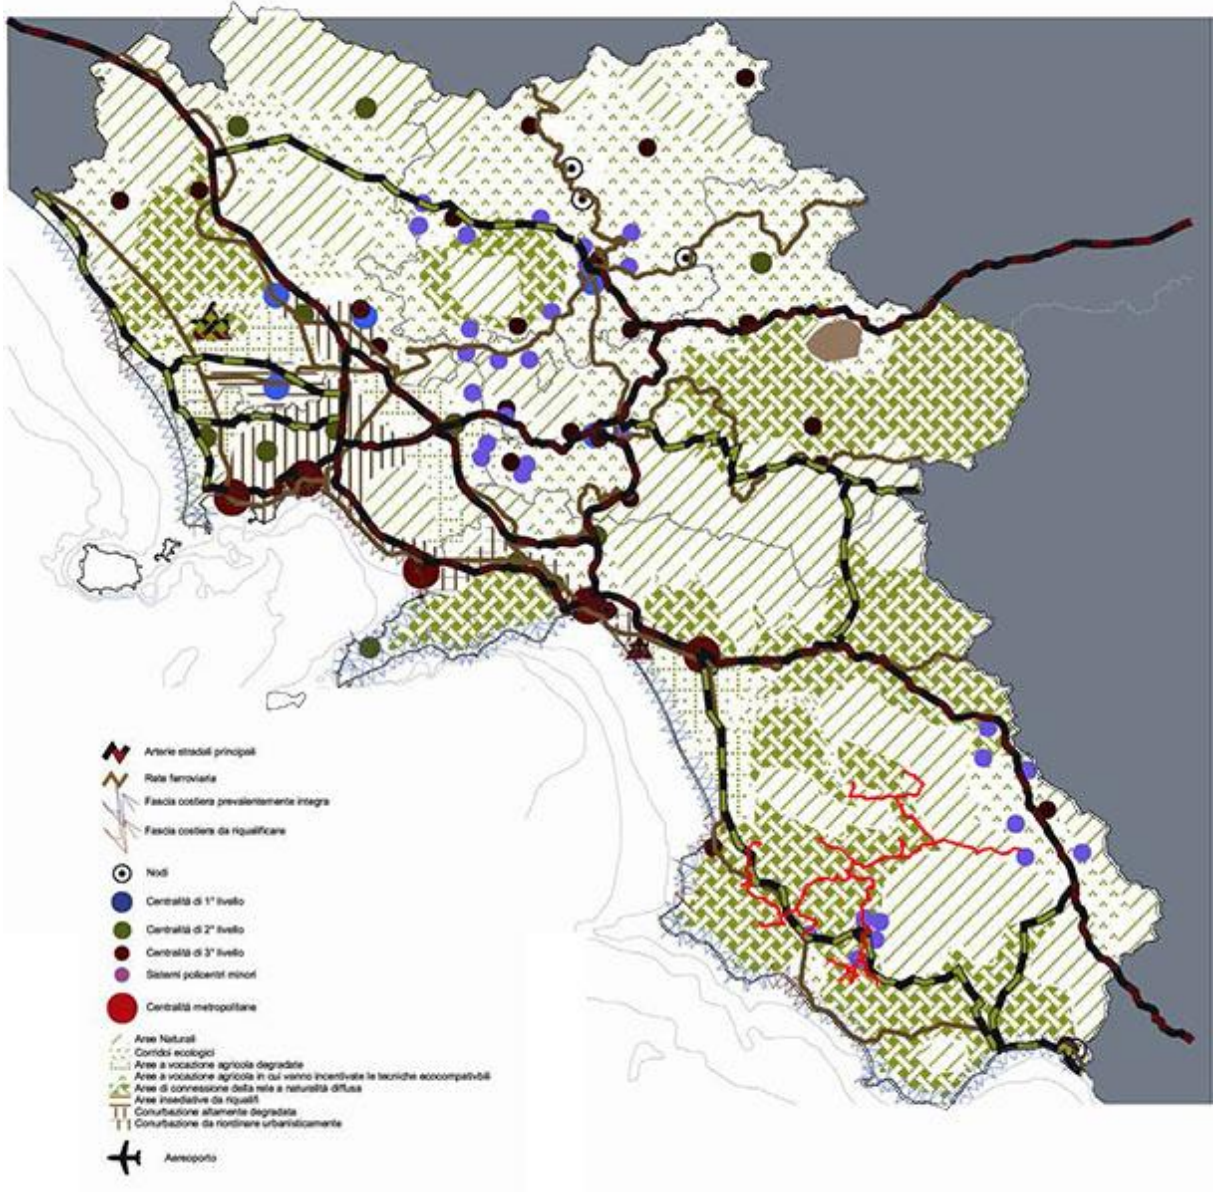 Arterie stradali principali
Rete ferroviaria
Fascia costiera prevalentemente integra
Fascia costiera da riqualificare
Nodi
Centralità di 1° livello
Centralità di 2° livello
Centralità di 3° livello
Sistemi policentri minori
Centralità metropolitane
Aree Naturali
Corridoi ecologici
Aree a vocazione agricola degradate
Aree a vocazione agricola in cui vanno incentivate le tecniche ecocompatibili
Aree di connessione della rete a naturalità diffusa
Aree insediative da riqualifi
Conurbazione altamente degradata
Conurbazione da riordinare urbanisticamente
Aereoporto